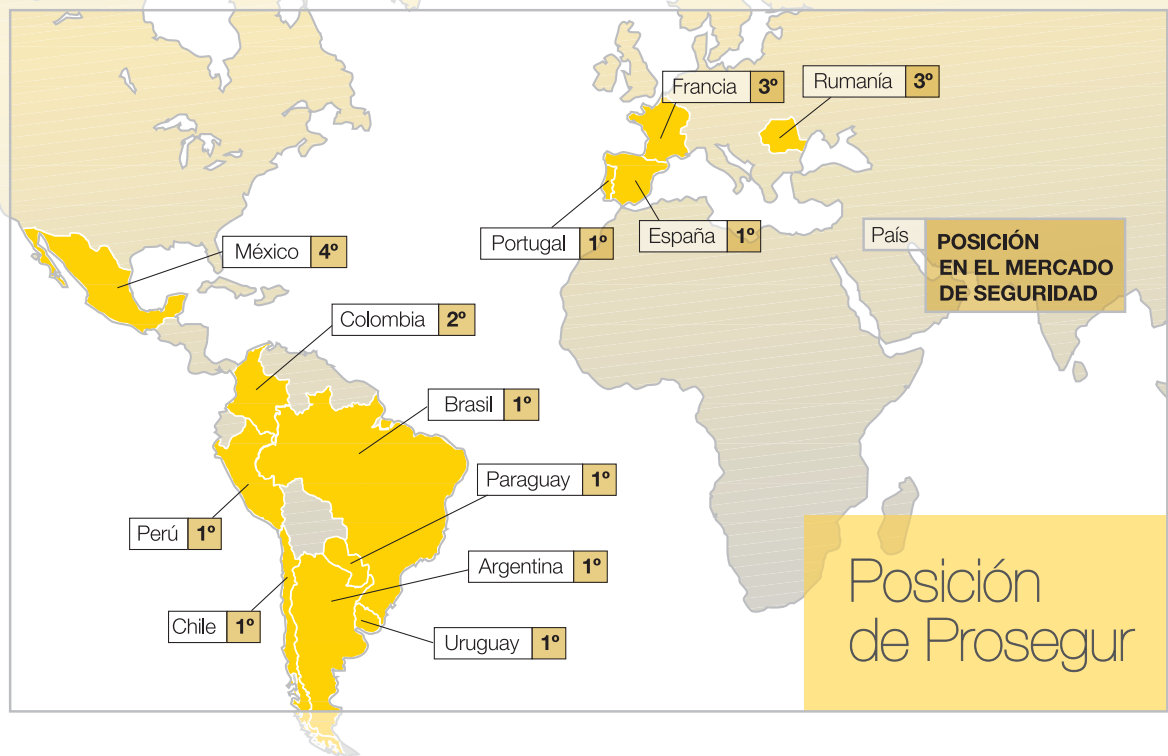 Francia 3º
Rumanía 3º
Portugal 1º
España 1º
País
POSICIÓN
EN EL MERCADO
DE SEGURIDAD
México 4º
Colombia 2º
Brasil 1º
Paraguay 1º
Perú 1º
Argentina 1º
Chile 1º
Uruguay 1º
Posición
de Prosegur